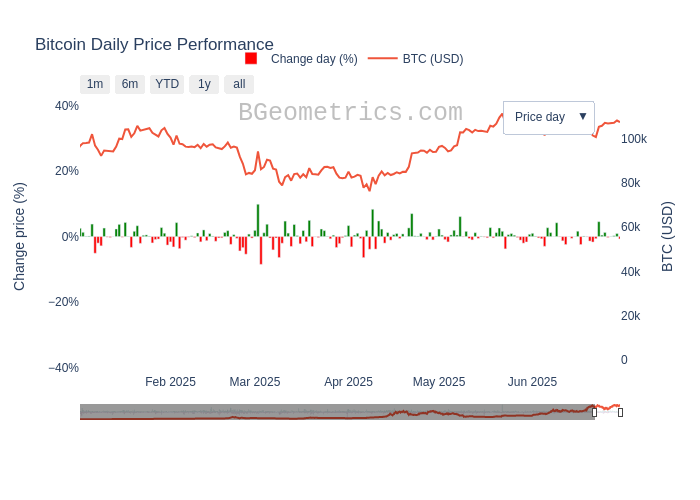 Bitcoin Daily Price Performance
Change day (%) BTC (USD)
1m 6m YTD 1y all
BGeometrics.com
Price day ▼
40%
20%
0%
−20%
−40%
Change price (%)
100k
80k
60k
40k
20k
0
BTC (USD)
Feb 2025 Mar 2025 Apr 2025 May 2025 Jun 2025